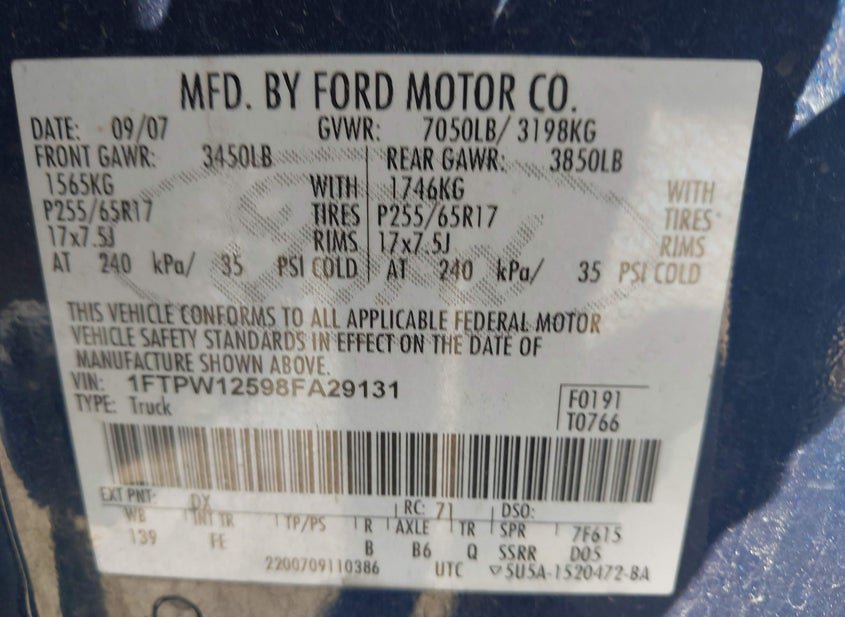 MFD. BY FORD MOTOR CO.
DATE: 09/07 GVWR: 7050LB/ 3198KG
FRONT GAWR: 3450LB REAR GAWR: 3850LB
1565KG WITH 1746KG WITH
P255/65R17 TIRES P255/65R17 TIRES
17x7.5J RIMS 17x7.5J RIMS
AT 240 kPa/ 35 PSI COLD AT 240 kPa/ 35 PSI COLD
THIS VEHICLE CONFORMS TO ALL APPLICABLE FEDERAL MOTOR
VEHICLE SAFETY STANDARDS IN EFFECT ON THE DATE OF
MANUFACTURE SHOWN ABOVE.
VIN: 1FTPW12598FA29131
TYPE: Truck
F0191
T0766
EXT PNT: DX RC: 71 DSO:
WB INT TR TP/PS R AXLE TR SPR 7F615
139 FE B B6 Q SSRR D05
2200709110386 UTC ▽5U5A-1520472-BA